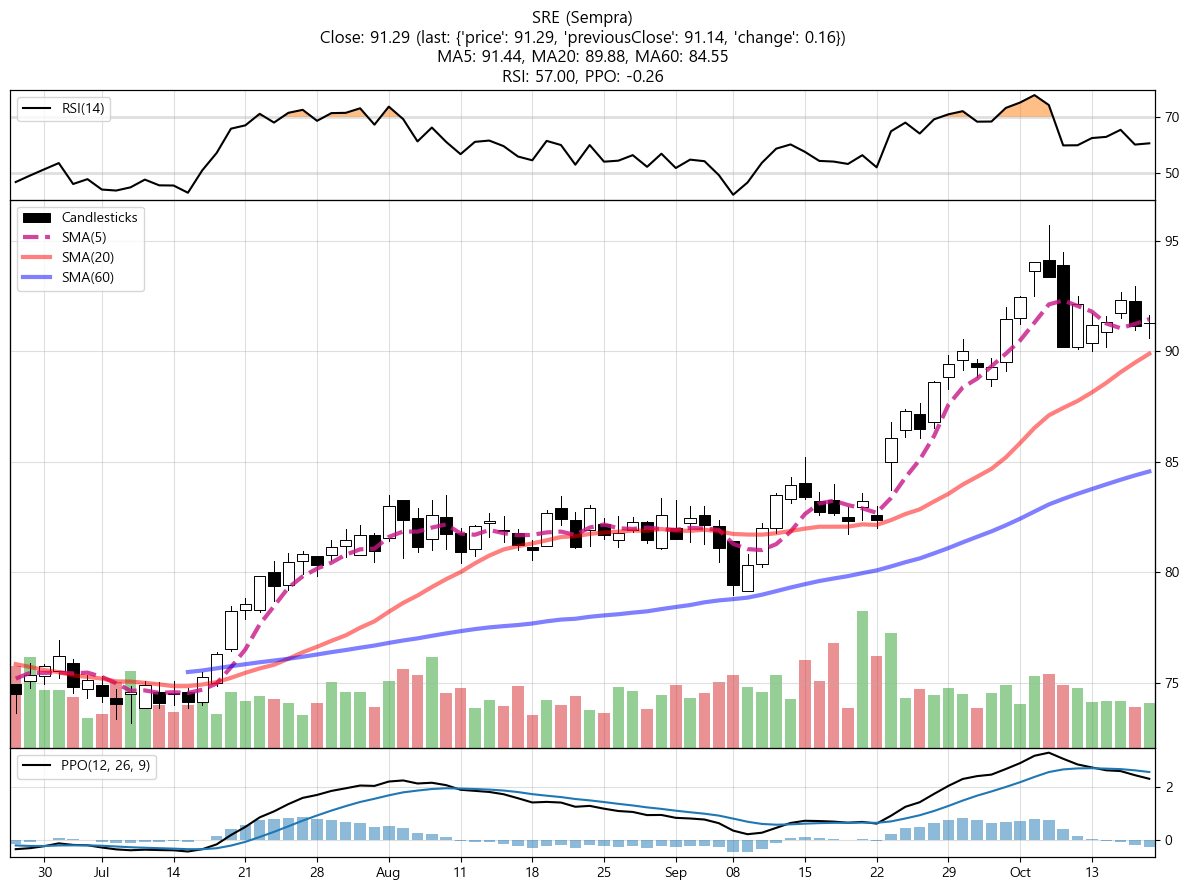 SRE (Sempra)
Close: 91.29 (last: {'price': 91.29, 'previousClose': 91.14, 'change': 0.16})
MA5: 91.44, MA20: 89.88, MA60: 84.55
RSI: 57.00, PPO: -0.26
RSI(14)
70
50
Candlesticks
SMA(5)
SMA(20)
SMA(60)
95
90
85
80
75
PPO(12, 26, 9)
2
0
30 Jul 14 21 28 Aug 11 18 25 Sep 08 15 22 29 Oct 13